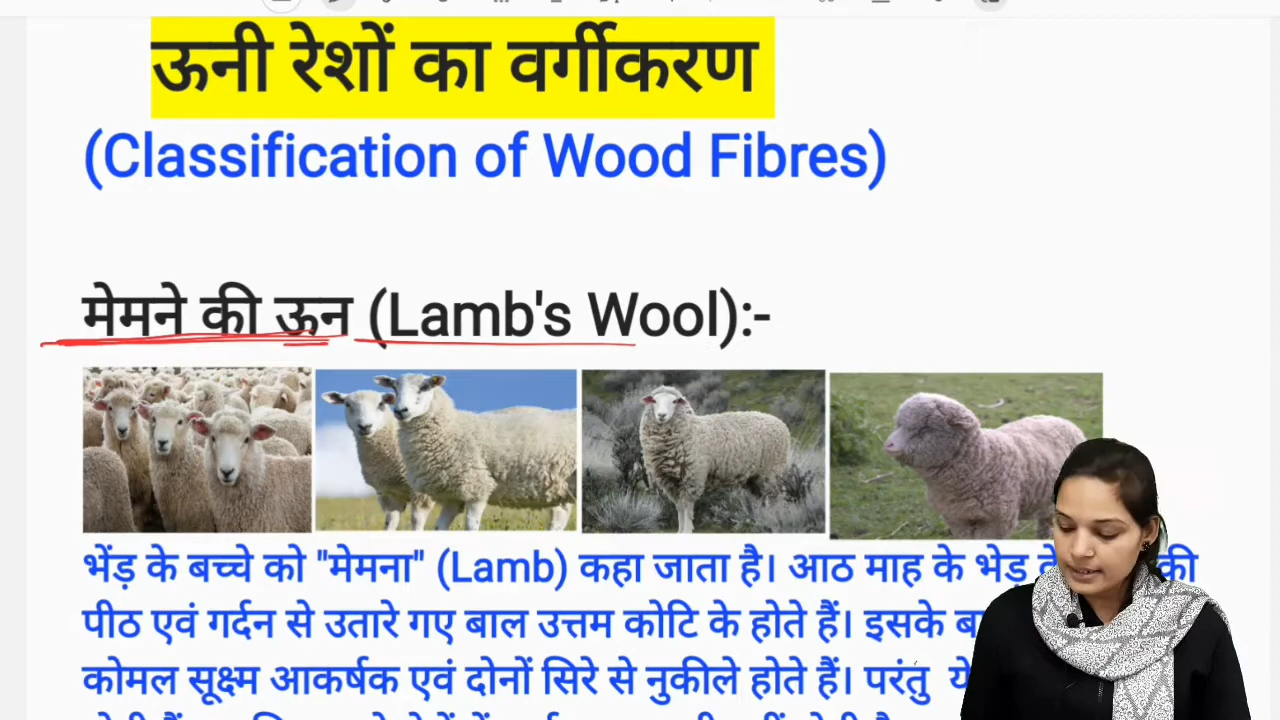 ऊनी रेशों का वर्गीकरण
(Classification of Wood Fibres)
मेमने की ऊन (Lamb's Wool):-
भेंड़ के बच्चे को "मेमना" (Lamb) कहा जाता है। आठ माह के भेड़ की
पीठ एवं गर्दन से उतारे गए बाल उत्तम कोटि के होते हैं। इसके
कोमल सूक्ष्म आकर्षक एवं दोनों सिरे से नुकीले होते हैं। परंतु ये